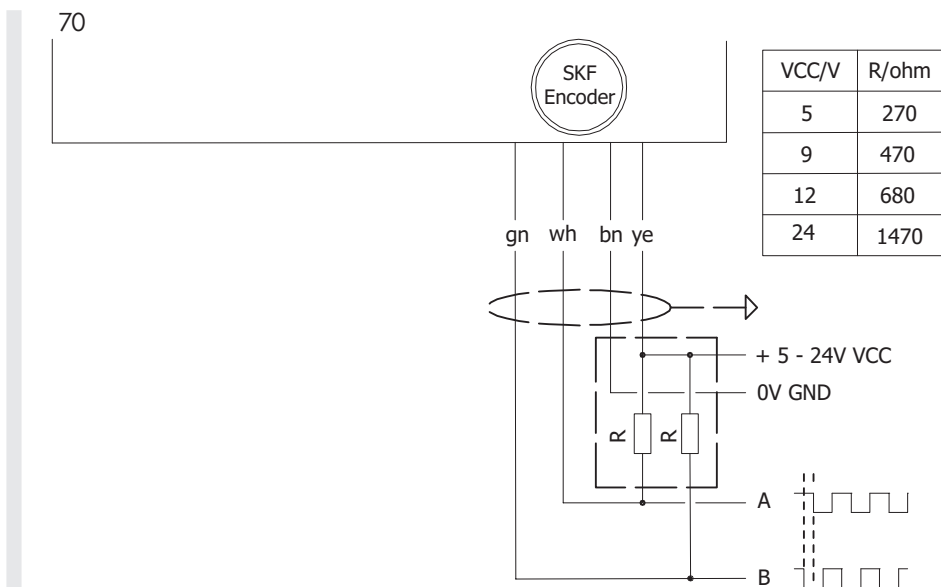 70
SKF
Encoder
VCC/V R/ohm
5 270
9 470
12 680
24 1470
gn wh bn ye
+ 5 - 24V VCC
0V GND
R R
A
B